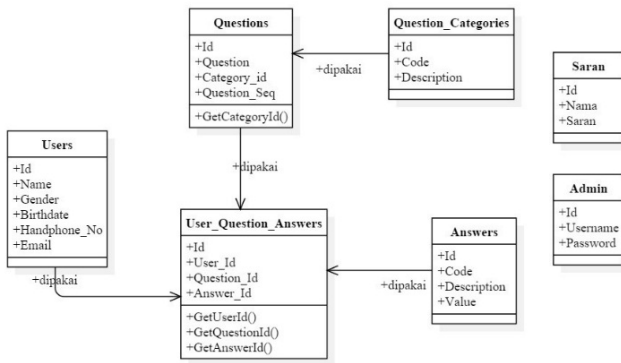 Questions
+Id
+Question
+Category_id
+Question_Seq
+GetCategoryId()
Question_Categories
+Id
+Code
+Description
+dipakai
Saran
+Id
+Nama
+Saran
Users
+Id
+Name
+Gender
+Birthdate
+Handphone_No
+Email
+dipakai
+dipakai
User_Question_Answers
+Id
+User_Id
+Question_Id
+Answer_Id
+GetUserId()
+GetQuestionId()
+GetAnswerId()
Answers
+Id
+Code
+Description
+Value
+dipakai
Admin
+Id
+Username
+Password